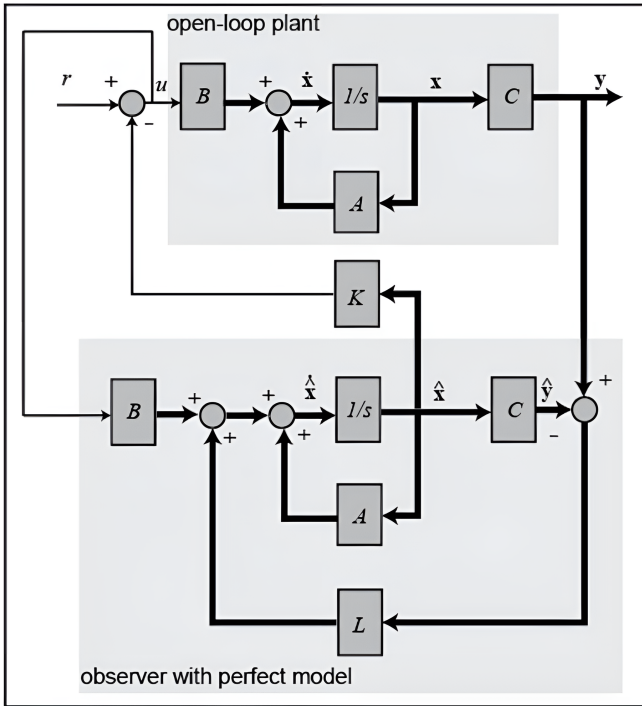 open-loop plant
r + - u B + + ẋ 1/s x C y
A
K
B + + + + x̂̇ 1/s x̂ C ŷ + -
A
L
observer with perfect model